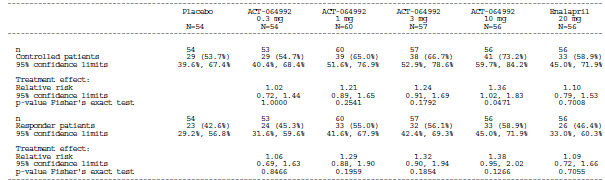 Placebo ACT-064992 ACT-064992 ACT-064992 ACT-064992 Enalapril
0.3 mg 1 mg 3 mg 10 mg 20 mg
N=54 N=54 N=60 N=57 N=56 N=57
n 54 53 60 57 56 56
Controlled patients 29 (53.7%) 29 (54.7%) 39 (65.0%) 38 (66.7%) 41 (73.2%) 33 (58.9%)
95% confidence limits 39.6%, 67.4% 40.4%, 68.4% 51.6%, 76.9% 52.9%, 78.6% 59.7%, 84.2% 45.0%, 71.9%
Treatment effect:
Relative risk 1.02 1.21 1.24 1.36 1.10
95% confidence limits 0.72, 1.44 0.89, 1.65 0.91, 1.69 1.02, 1.83 0.79, 1.53
p-value Fisher's exact test 1.0000 0.2541 0.1792 0.0471 0.7008
n 54 53 60 57 56 56
Responder patients 23 (42.6%) 24 (45.3%) 33 (55.0%) 32 (56.1%) 33 (58.9%) 26 (46.4%)
95% confidence limits 29.2%, 56.8% 31.6%, 59.6% 41.6%, 67.9% 42.4%, 69.3% 45.0%, 71.9% 33.0%, 60.3%
Treatment effect:
Relative risk 1.06 1.29 1.32 1.38 1.09
95% confidence limits 0.69, 1.63 0.88, 1.90 0.90, 1.94 0.95, 2.02 0.72, 1.66
p-value Fisher's exact test 0.8466 0.1959 0.1854 0.1266 0.7055